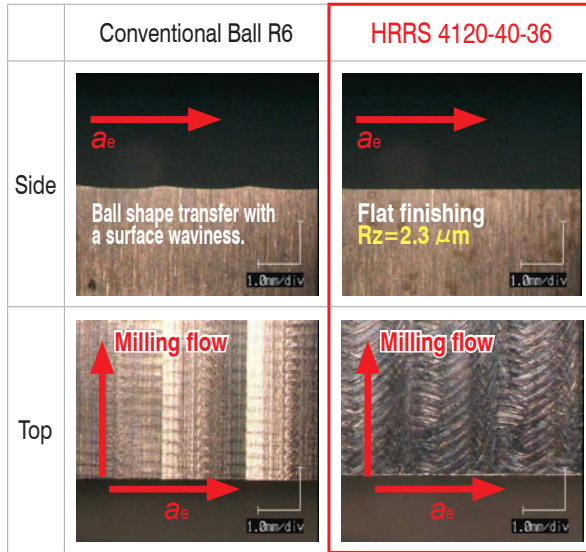 Conventional Ball R6
HRRS 4120-40-36
Side
ae
Ball shape transfer with
a surface waviness.
1.0mm/div
ae
Flat finishing
Rz=2.3 μm
1.0mm/div
Top
Milling flow
ae
1.0mm/div
Milling flow
ae
1.0mm/div